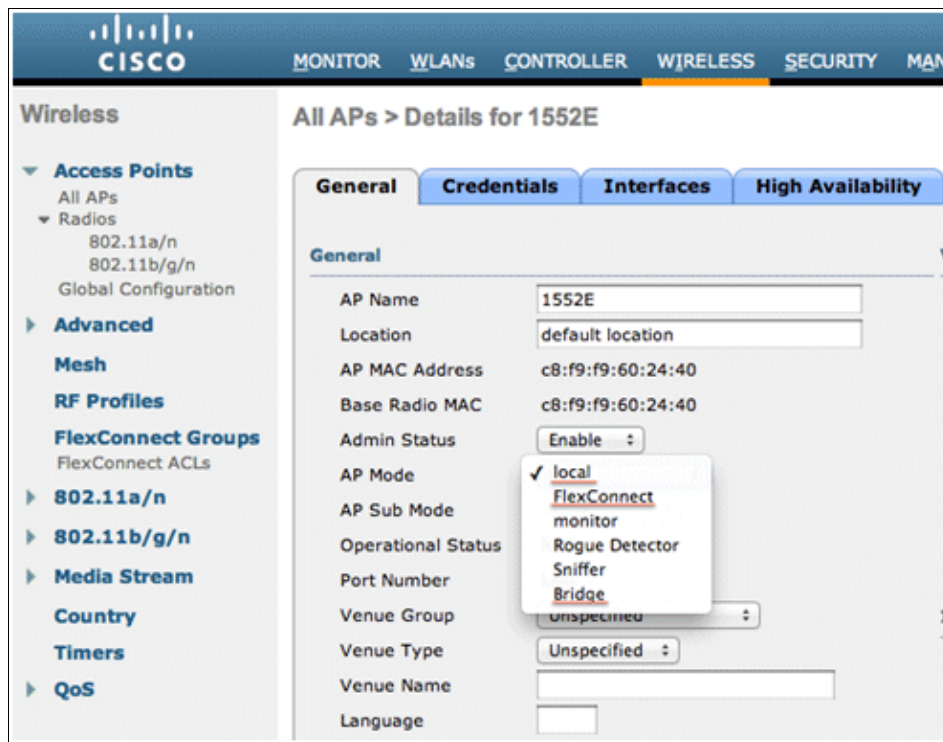 CISCO
MONITOR WLANs CONTROLLER WIRELESS SECURITY MAN
Wireless
Access Points
All APs
Radios
802.11a/n
802.11b/g/n
Global Configuration
Advanced
Mesh
RF Profiles
FlexConnect Groups
FlexConnect ACLs
802.11a/n
802.11b/g/n
Media Stream
Country
Timers
QoS
All APs > Details for 1552E
General Credentials Interfaces High Availability
General
AP Name 1552E
Location default location
AP MAC Address c8:f9:f9:60:24:40
Base Radio MAC c8:f9:f9:60:24:40
Admin Status Enable
AP Mode local
FlexConnect
AP Sub Mode monitor
Operational Status Rogue Detector
Sniffer
Port Number
Bridge
Venue Group Unspecified
Venue Type Unspecified
Venue Name
Language